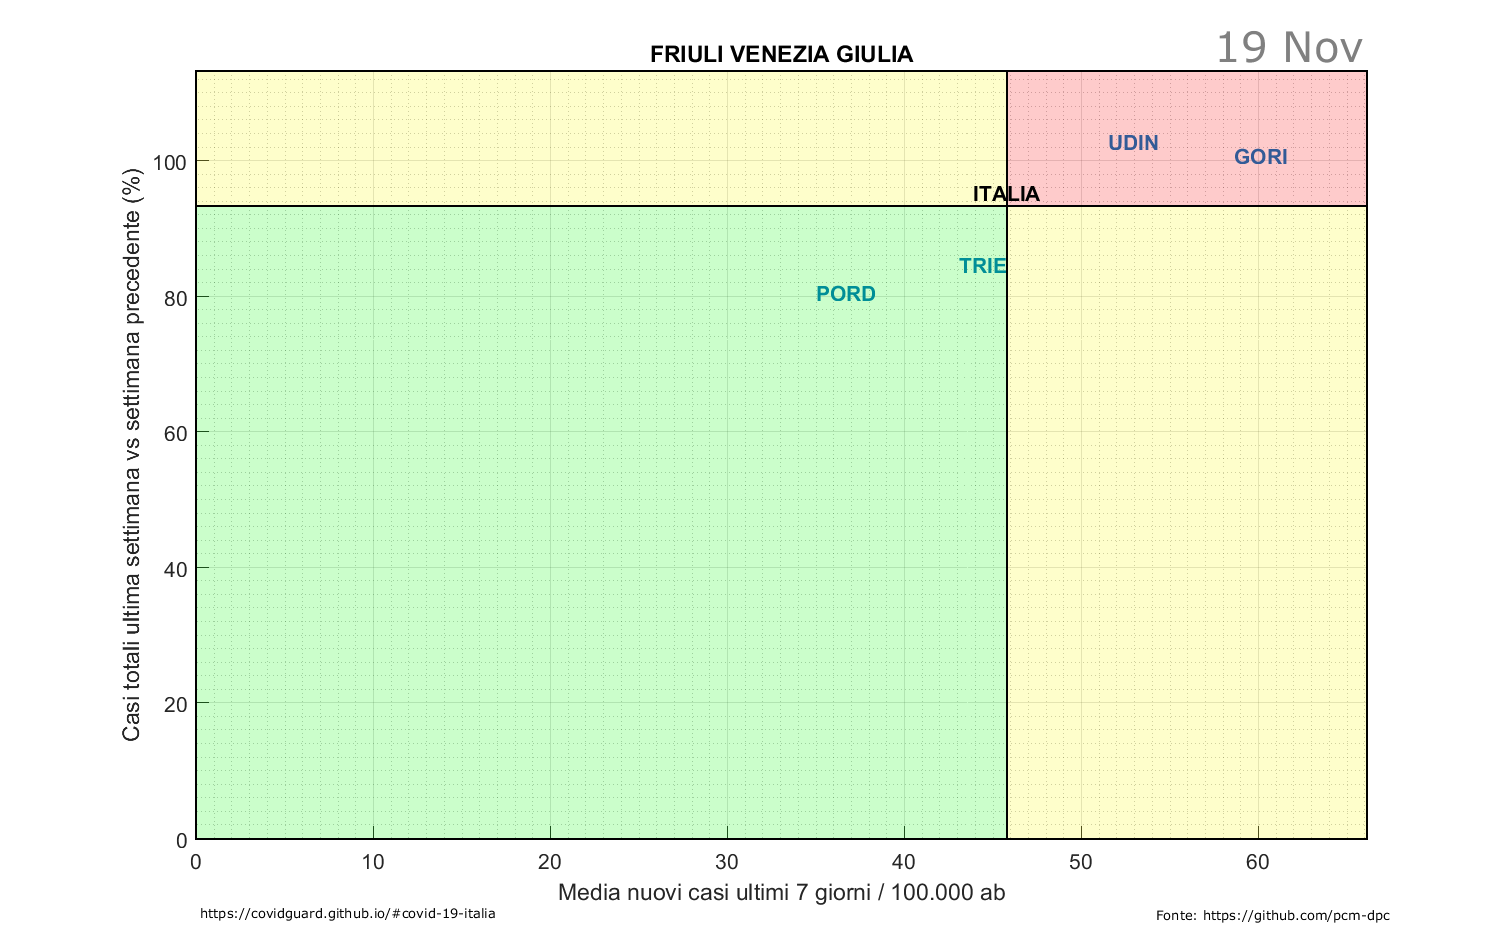 19 Nov
FRIULI VENEZIA GIULIA
Casi totali ultima settimana vs settimana precedente (%)
100
80
60
40
20
0
UDIN
GORI
ITALIA
TRIE
PORD
0 10 20 30 40 50 60
Media nuovi casi ultimi 7 giorni / 100.000 ab
https://covidguard.github.io/#covid-19-italia
Fonte: https://github.com/pcm-dpc